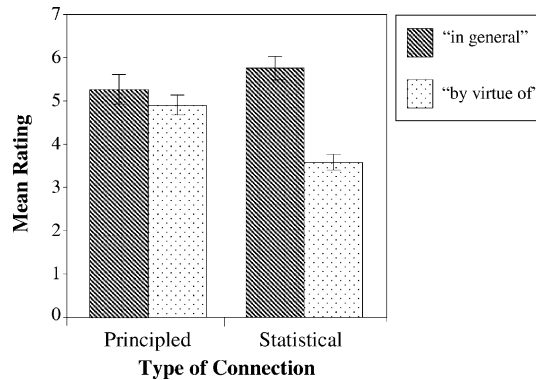 7
6
5
4
3
2
1
0
Mean Rating
Principled
Statistical
Type of Connection
“in general”
“by virtue of”